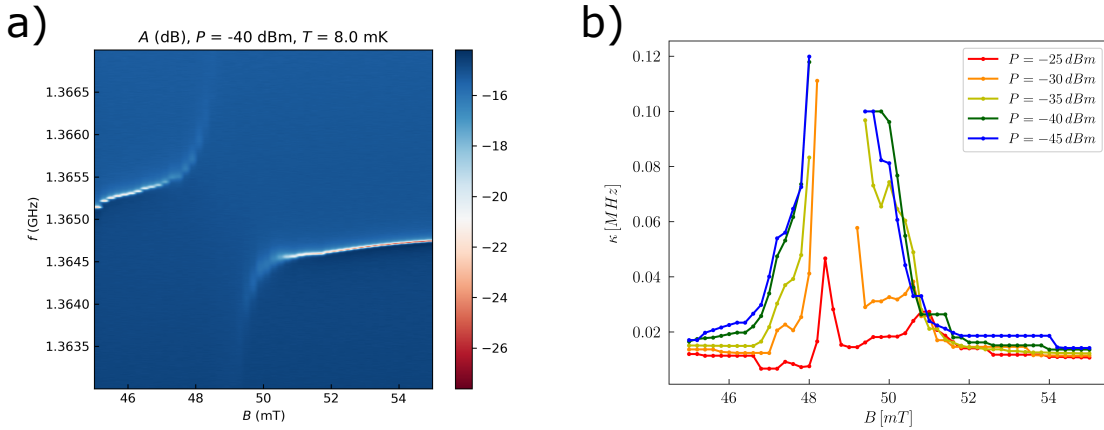 a)
A (dB), P = -40 dBm, T = 8.0 mK
1.3665
1.3660
1.3655
1.3650
1.3645
1.3640
1.3635
f (GHz)
46 48 50 52 54
B (mT)
−16
−18
−20
−22
−24
−26
b)
0.12
0.10
0.08
0.06
0.04
0.02
κ [MHz]
46 48 50 52 54
B [mT]
P = −25 dBm
P = −30 dBm
P = −35 dBm
P = −40 dBm
P = −45 dBm